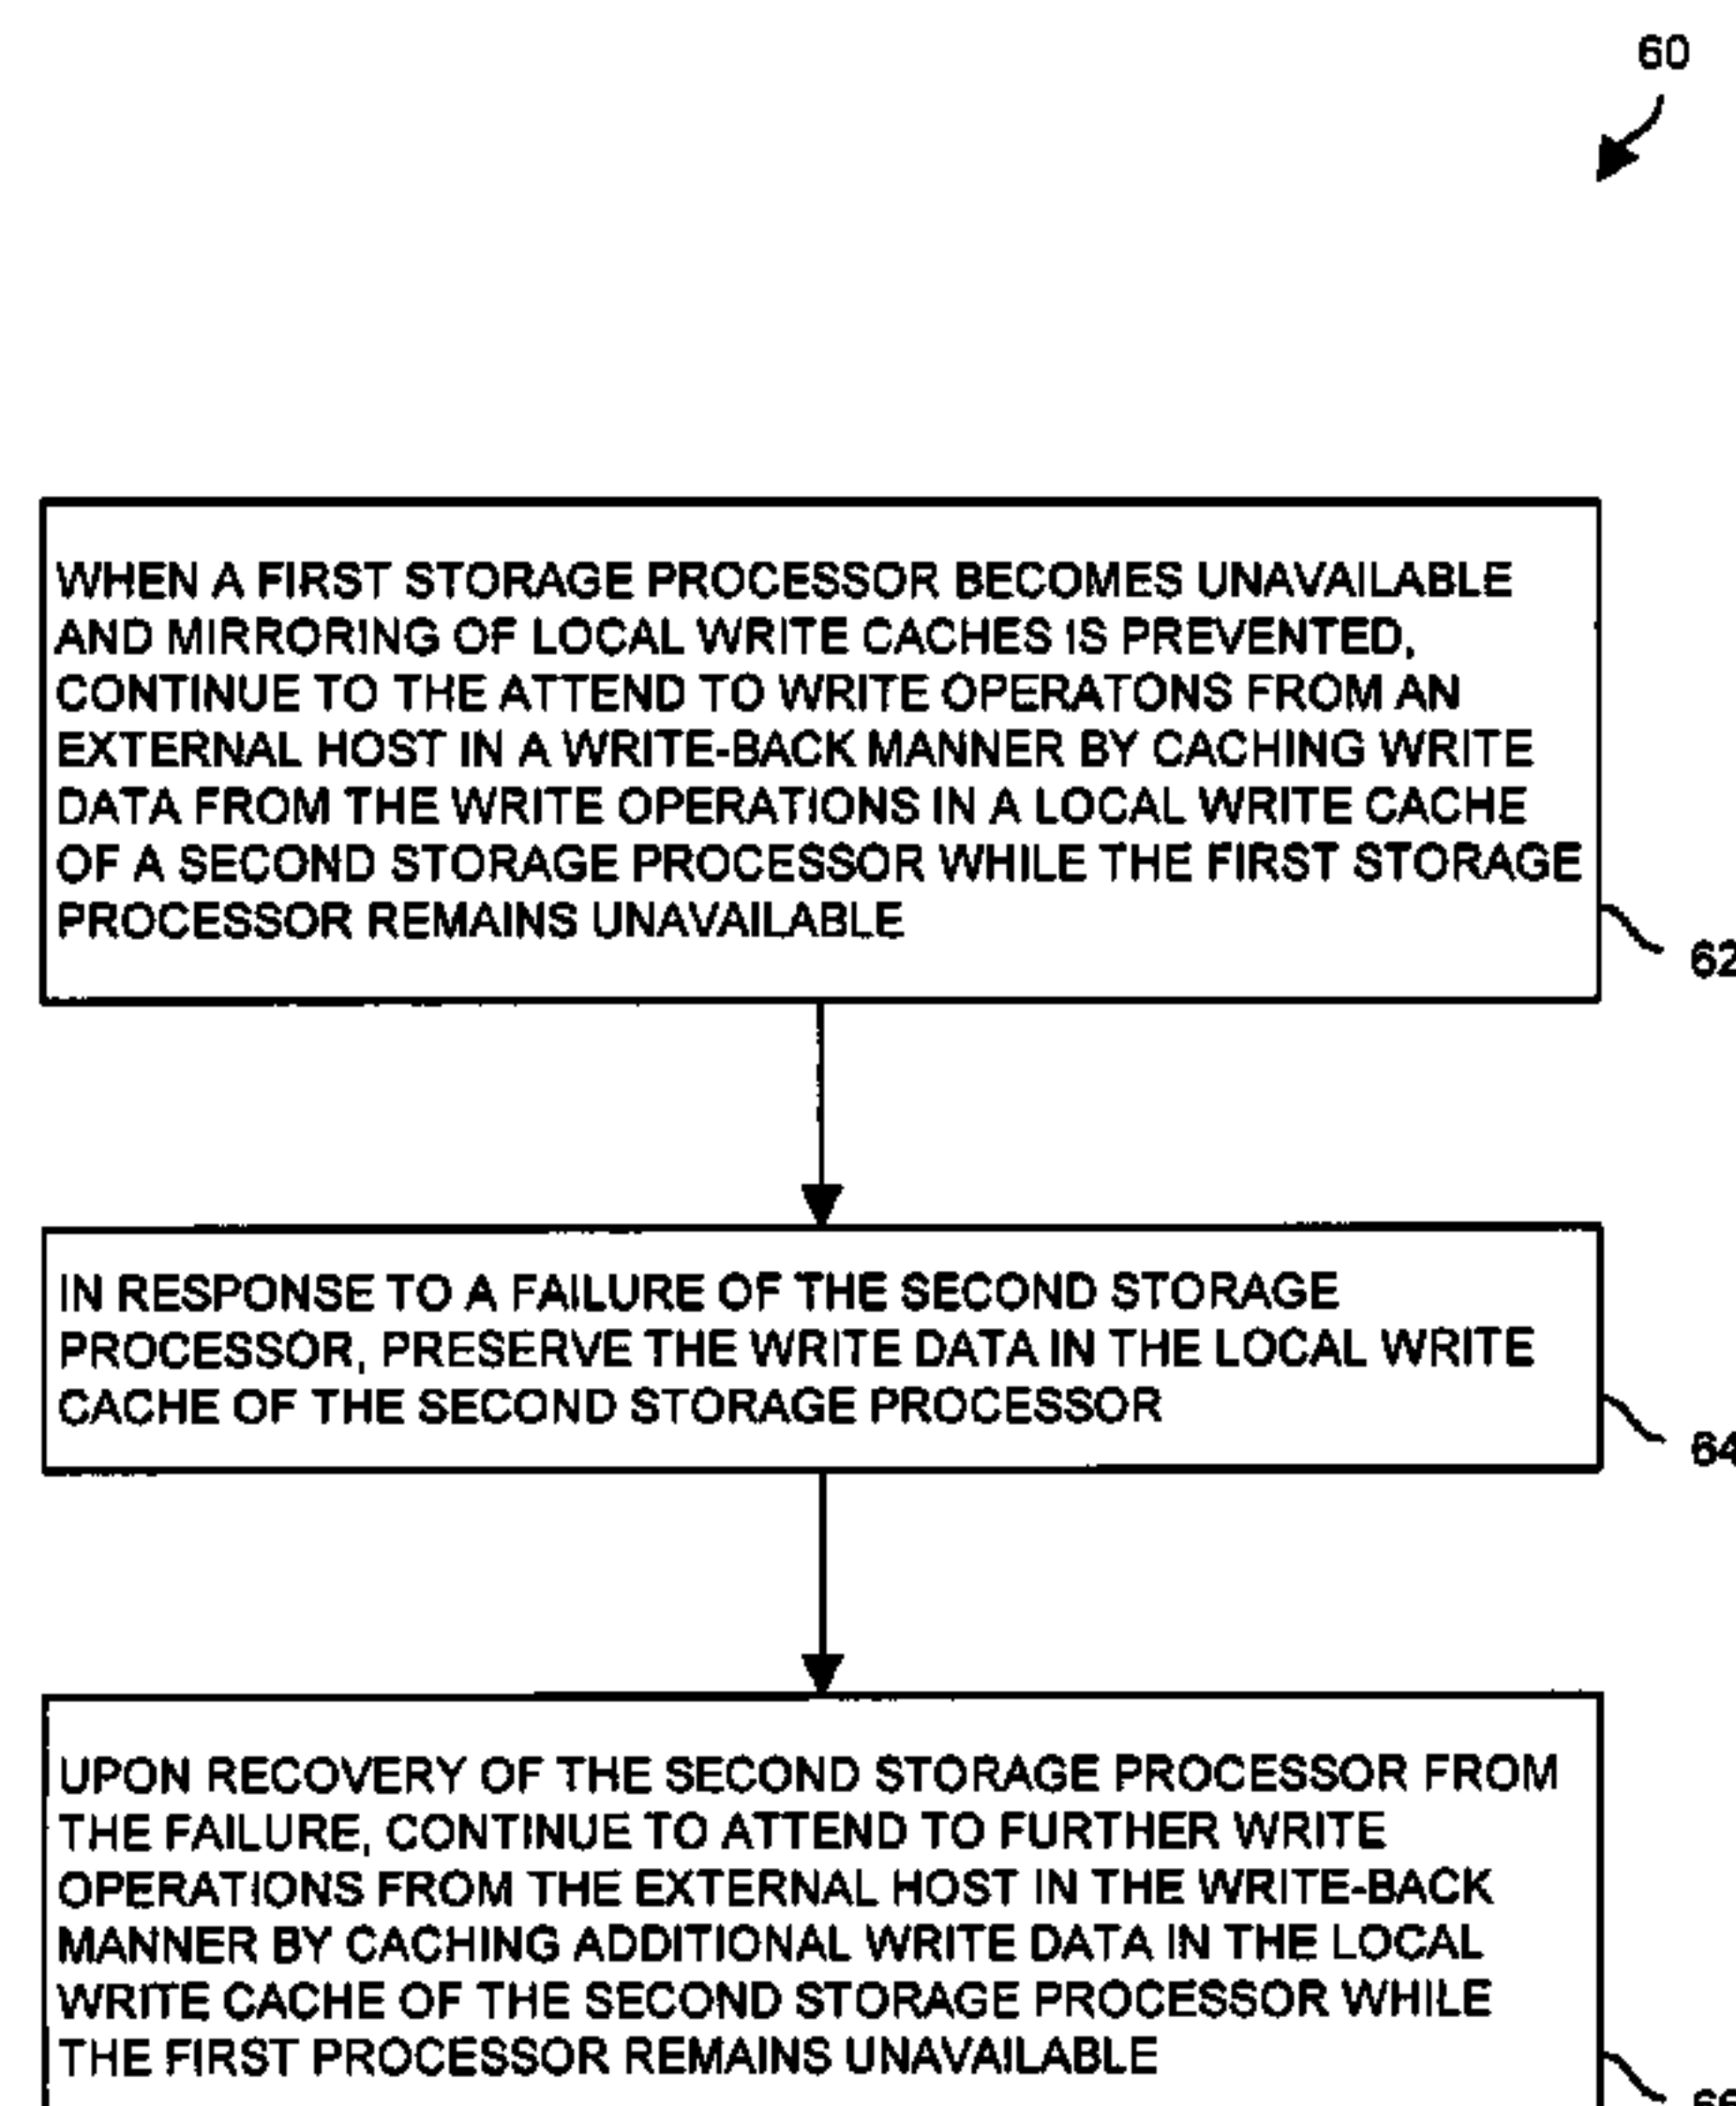 60
WHEN A FIRST STORAGE PROCESSOR BECOMES UNAVAILABLE
AND MIRRORING OF LOCAL WRITE CACHES IS PREVENTED,
CONTINUE TO THE ATTEND TO WRITE OPERATONS FROM AN
EXTERNAL HOST IN A WRITE-BACK MANNER BY CACHING WRITE
DATA FROM THE WRITE OPERATIONS IN A LOCAL WRITE CACHE
OF A SECOND STORAGE PROCESSOR WHILE THE FIRST STORAGE
PROCESSOR REMAINS UNAVAILABLE
62
IN RESPONSE TO A FAILURE OF THE SECOND STORAGE
PROCESSOR, PRESERVE THE WRITE DATA IN THE LOCAL WRITE
CACHE OF THE SECOND STORAGE PROCESSOR
64
UPON RECOVERY OF THE SECOND STORAGE PROCESSOR FROM
THE FAILURE, CONTINUE TO ATTEND TO FURTHER WRITE
OPERATIONS FROM THE EXTERNAL HOST IN THE WRITE-BACK
MANNER BY CACHING ADDITIONAL WRITE DATA IN THE LOCAL
WRITE CACHE OF THE SECOND STORAGE PROCESSOR WHILE
THE FIRST PROCESSOR REMAINS UNAVAILABLE